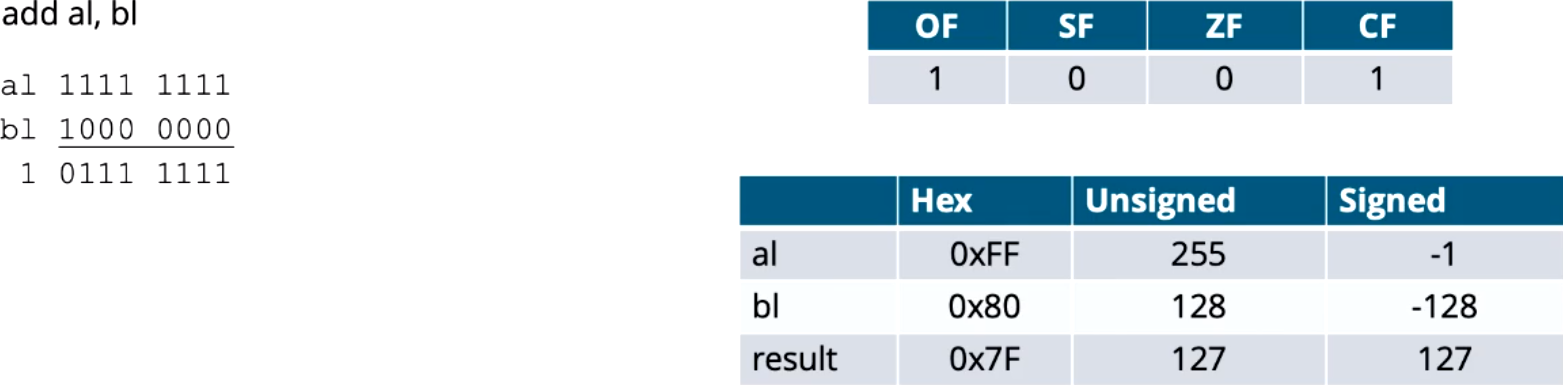 add al, bl
al 1111 1111
bl 1000 0000
1 0111 1111
OF SF ZF CF
1 0 0 1
Hex Unsigned Signed
al 0xFF 255 -1
bl 0x80 128 -128
result 0x7F 127 127